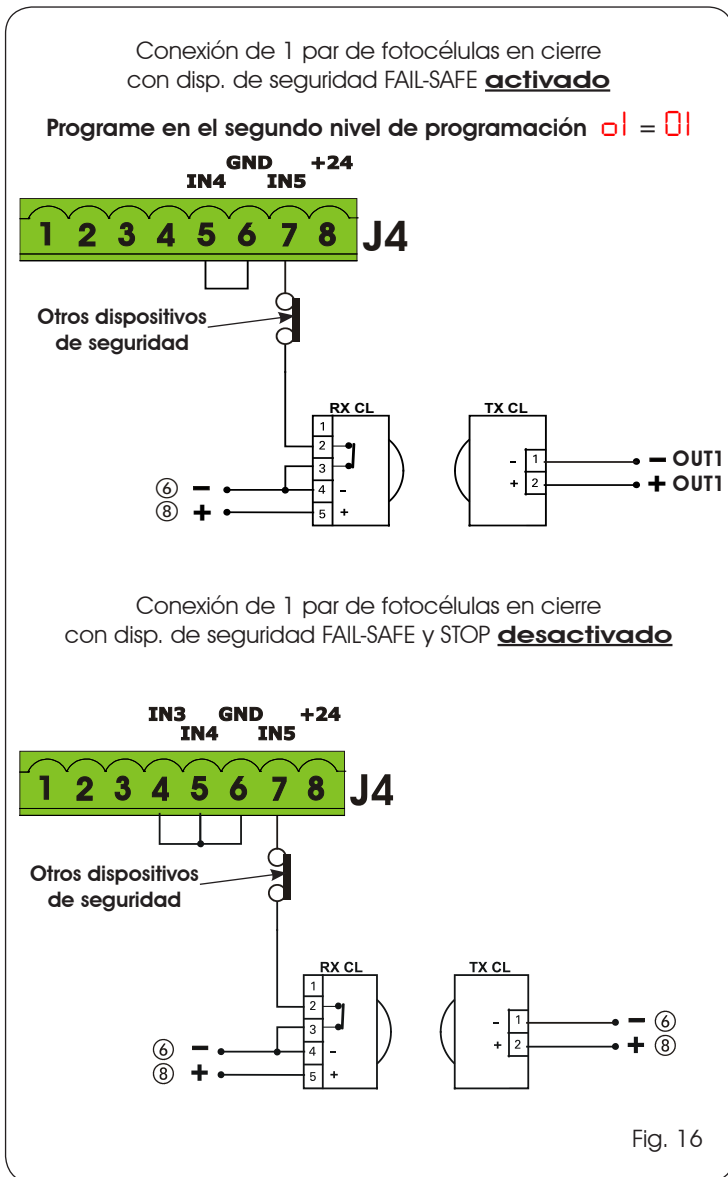 Conexión de 1 par de fotocélulas en cierre
con disp. de seguridad FAIL-SAFE activado
Programe en el segundo nivel de programación o1 = 01
GND +24
IN4 IN5
1 2 3 4 5 6 7 8 J4
Otros dispositivos
de seguridad
RX CL TX CL
1
2
3
⑥ − 4 -
⑧ + 5 +
- 1 − OUT1
+ 2 + OUT1
Conexión de 1 par de fotocélulas en cierre
con disp. de seguridad FAIL-SAFE y STOP desactivado
IN3 GND +24
IN4 IN5
1 2 3 4 5 6 7 8 J4
Otros dispositivos
de seguridad
RX CL TX CL
1
2
3
⑥ − 4 -
⑧ + 5 +
- 1 − ⑥
+ 2 + ⑧
Fig. 16